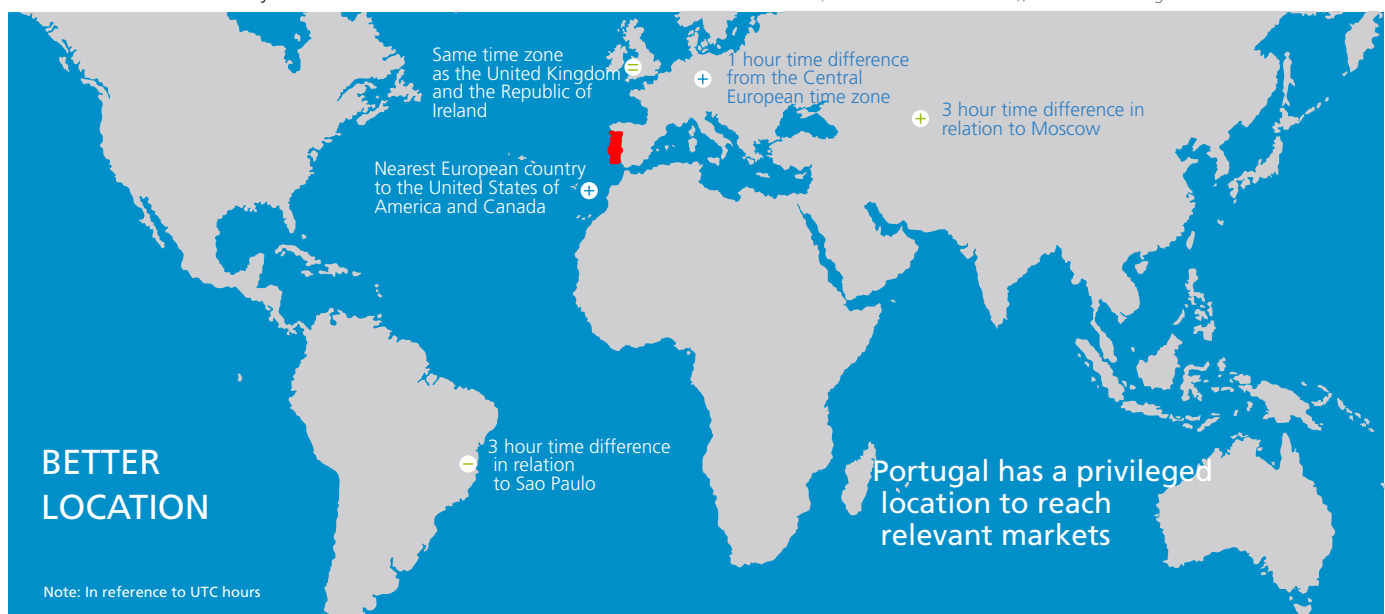 Same time zone
as the United Kingdom
and the Republic of
Ireland
1 hour time difference
from the Central
European time zone
3 hour time difference in
relation to Moscow
Nearest European country
to the United States of
America and Canada
3 hour time difference
in relation
to Sao Paulo
BETTER
LOCATION
Portugal has a privileged
location to reach
relevant markets
Note: In reference to UTC hours